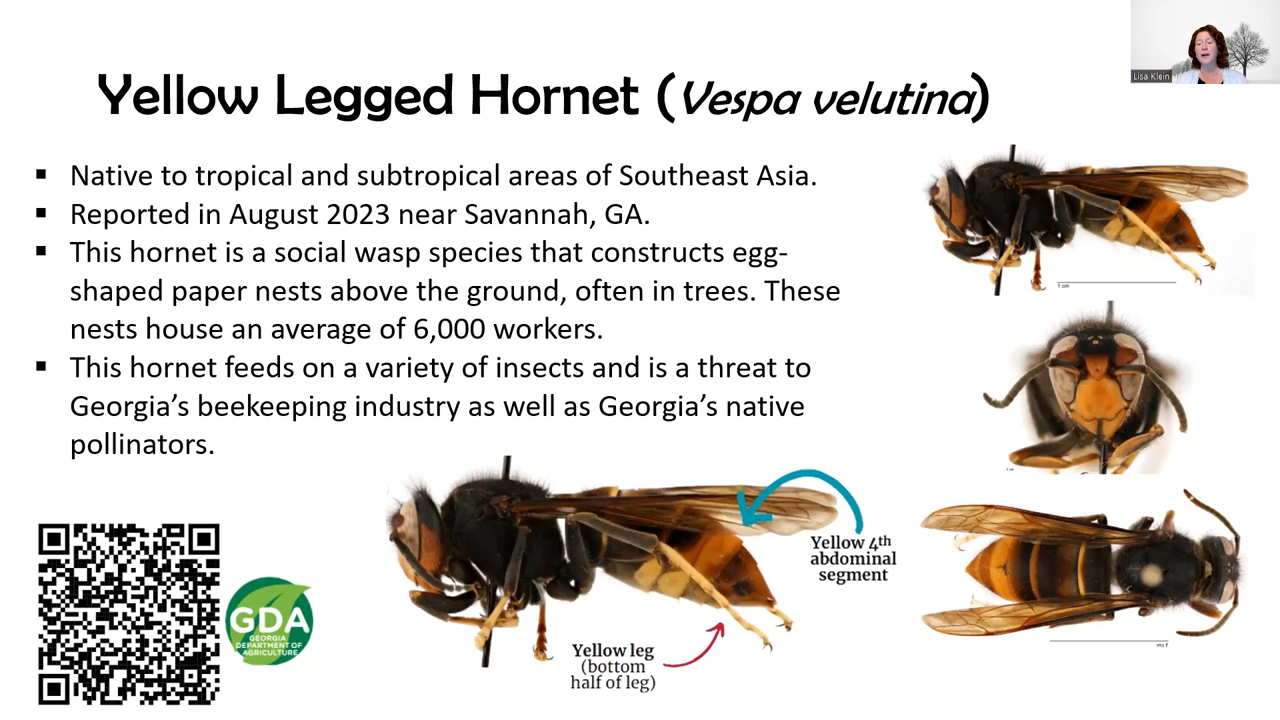 Lisa Klein
Yellow Legged Hornet (Vespa velutina)
▪ Native to tropical and subtropical areas of Southeast Asia.
▪ Reported in August 2023 near Savannah, GA.
▪ This hornet is a social wasp species that constructs egg-
shaped paper nests above the ground, often in trees. These
nests house an average of 6,000 workers.
▪ This hornet feeds on a variety of insects and is a threat to
Georgia’s beekeeping industry as well as Georgia’s native
pollinators.
1 cm
Yellow 4th
abdominal
segment
Yellow leg
(bottom
half of leg)
GDA
GEORGIA
DEPARTMENT OF
AGRICULTURE
1 cm